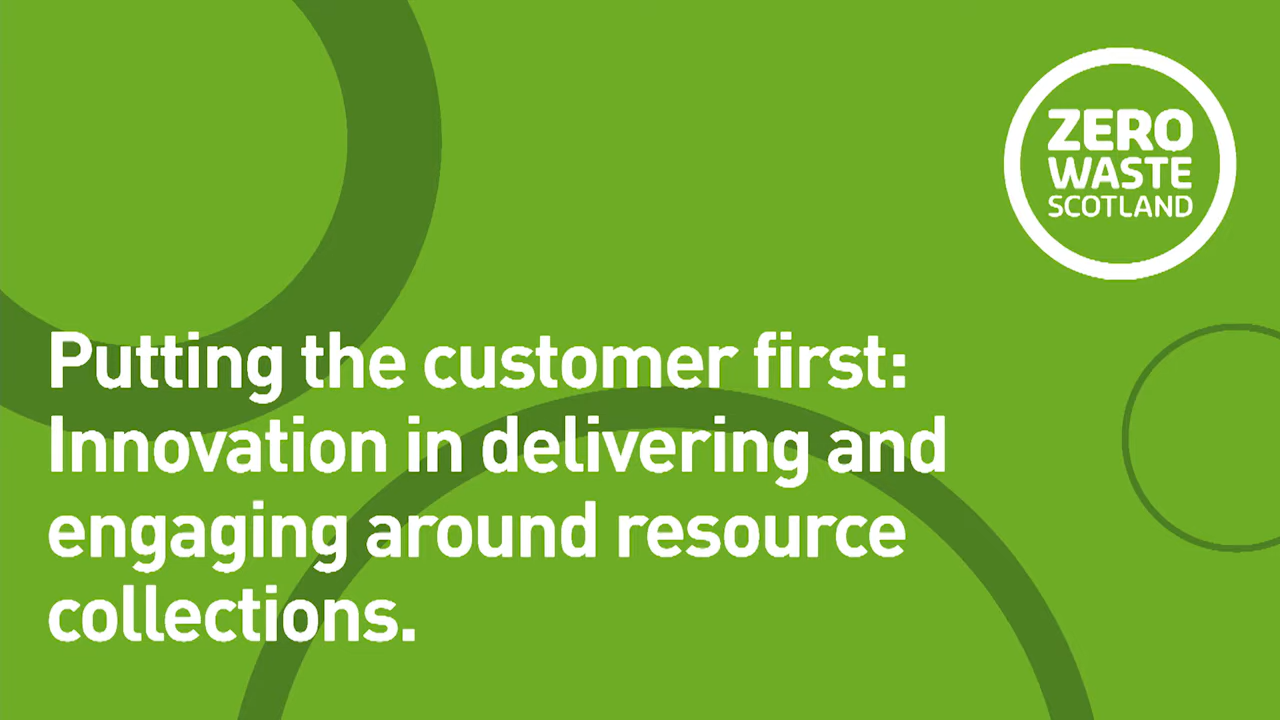 ZERO
WASTE
SCOTLAND
Putting the customer first:
Innovation in delivering and
engaging around resource
collections.